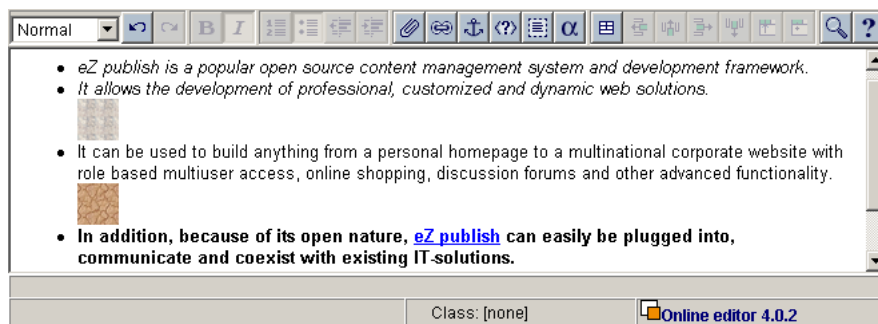 Normal B I <?> α ?
• eZ publish is a popular open source content management system and development framework.
• It allows the development of professional, customized and dynamic web solutions.
• It can be used to build anything from a personal homepage to a multinational corporate website with
role based multiuser access, online shopping, discussion forums and other advanced functionality.
• In addition, because of its open nature, eZ publish can easily be plugged into,
communicate and coexist with existing IT-solutions.
Class: [none] Online editor 4.0.2